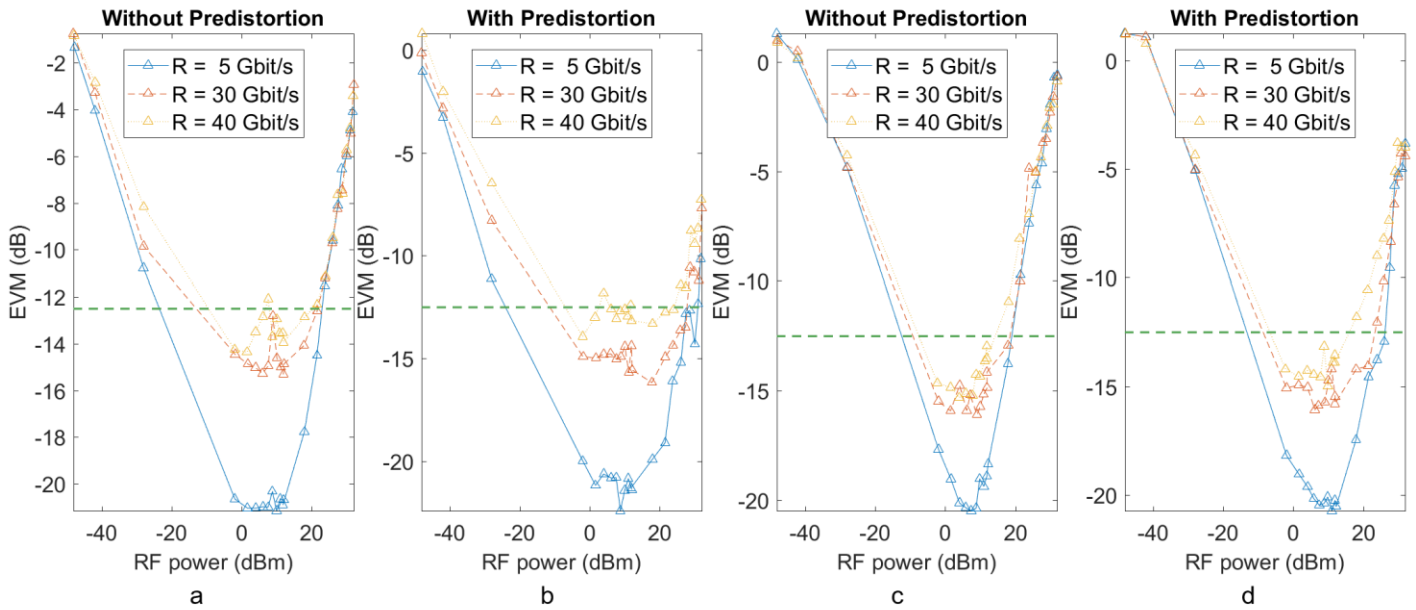 Without Predistortion
EVM (dB)
-2
-4
-6
-8
-10
-12
-14
-16
-18
-20
R = 5 Gbit/s
R = 30 Gbit/s
R = 40 Gbit/s
-40 -20 0 20
RF power (dBm)
a
With Predistortion
EVM (dB)
0
-5
-10
-15
-20
R = 5 Gbit/s
R = 30 Gbit/s
R = 40 Gbit/s
-40 -20 0 20
RF power (dBm)
b
Without Predistortion
EVM (dB)
0
-5
-10
-15
-20
R = 5 Gbit/s
R = 30 Gbit/s
R = 40 Gbit/s
-40 -20 0 20
RF power (dBm)
c
With Predistortion
EVM (dB)
0
-5
-10
-15
-20
R = 5 Gbit/s
R = 30 Gbit/s
R = 40 Gbit/s
-40 -20 0 20
RF power (dBm)
d